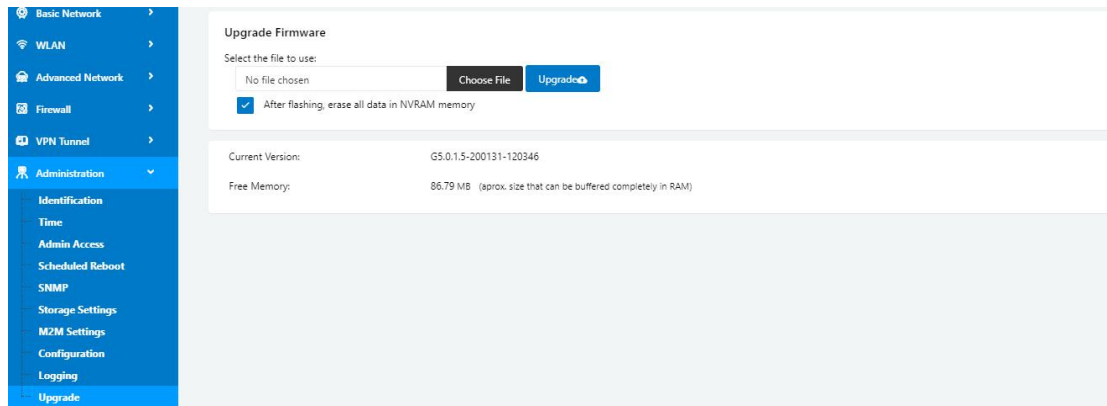 Basic Network
WLAN
Advanced Network
Firewall
VPN Tunnel
Administration
Identification
Time
Admin Access
Scheduled Reboot
SNMP
Storage Settings
M2M Settings
Configuration
Logging
Upgrade
Upgrade Firmware
Select the file to use:
No file chosen Choose File Upgrade
After flashing, erase all data in NVRAM memory
Current Version: G5.0.1.5-200131-120346
Free Memory: 86.79 MB (aprox. size that can be buffered completely in RAM)